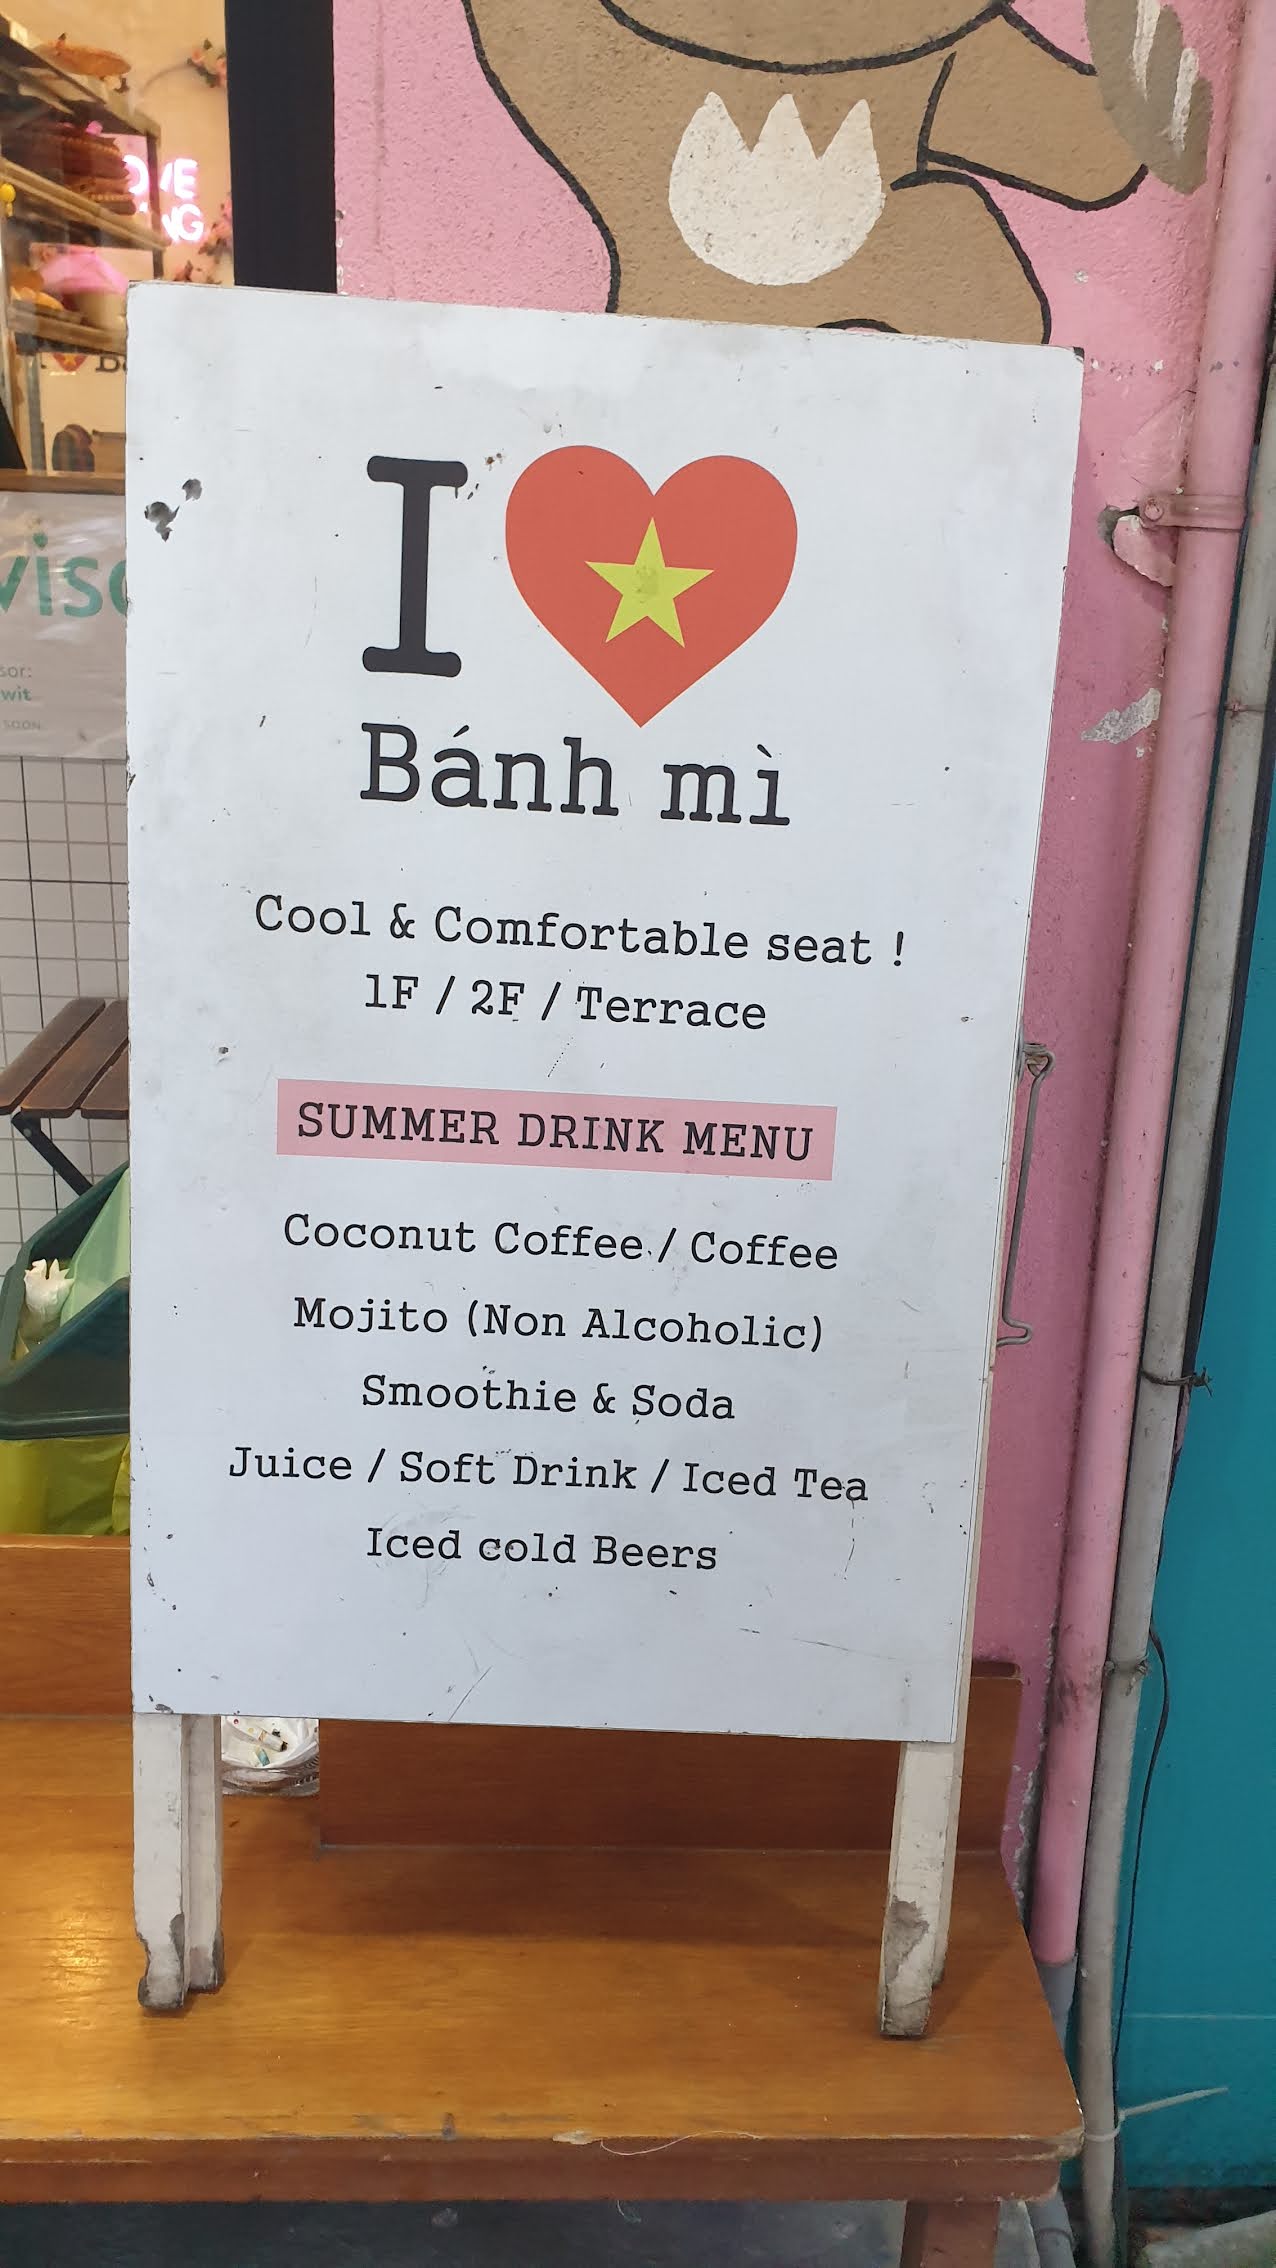 I
Bánh mì
Cool & Comfortable seat !
1F / 2F / Terrace
SUMMER DRINK MENU
Coconut Coffee / Coffee
Mojito (Non Alcoholic)
Smoothie & Soda
Juice / Soft Drink / Iced Tea
Iced cold Beers